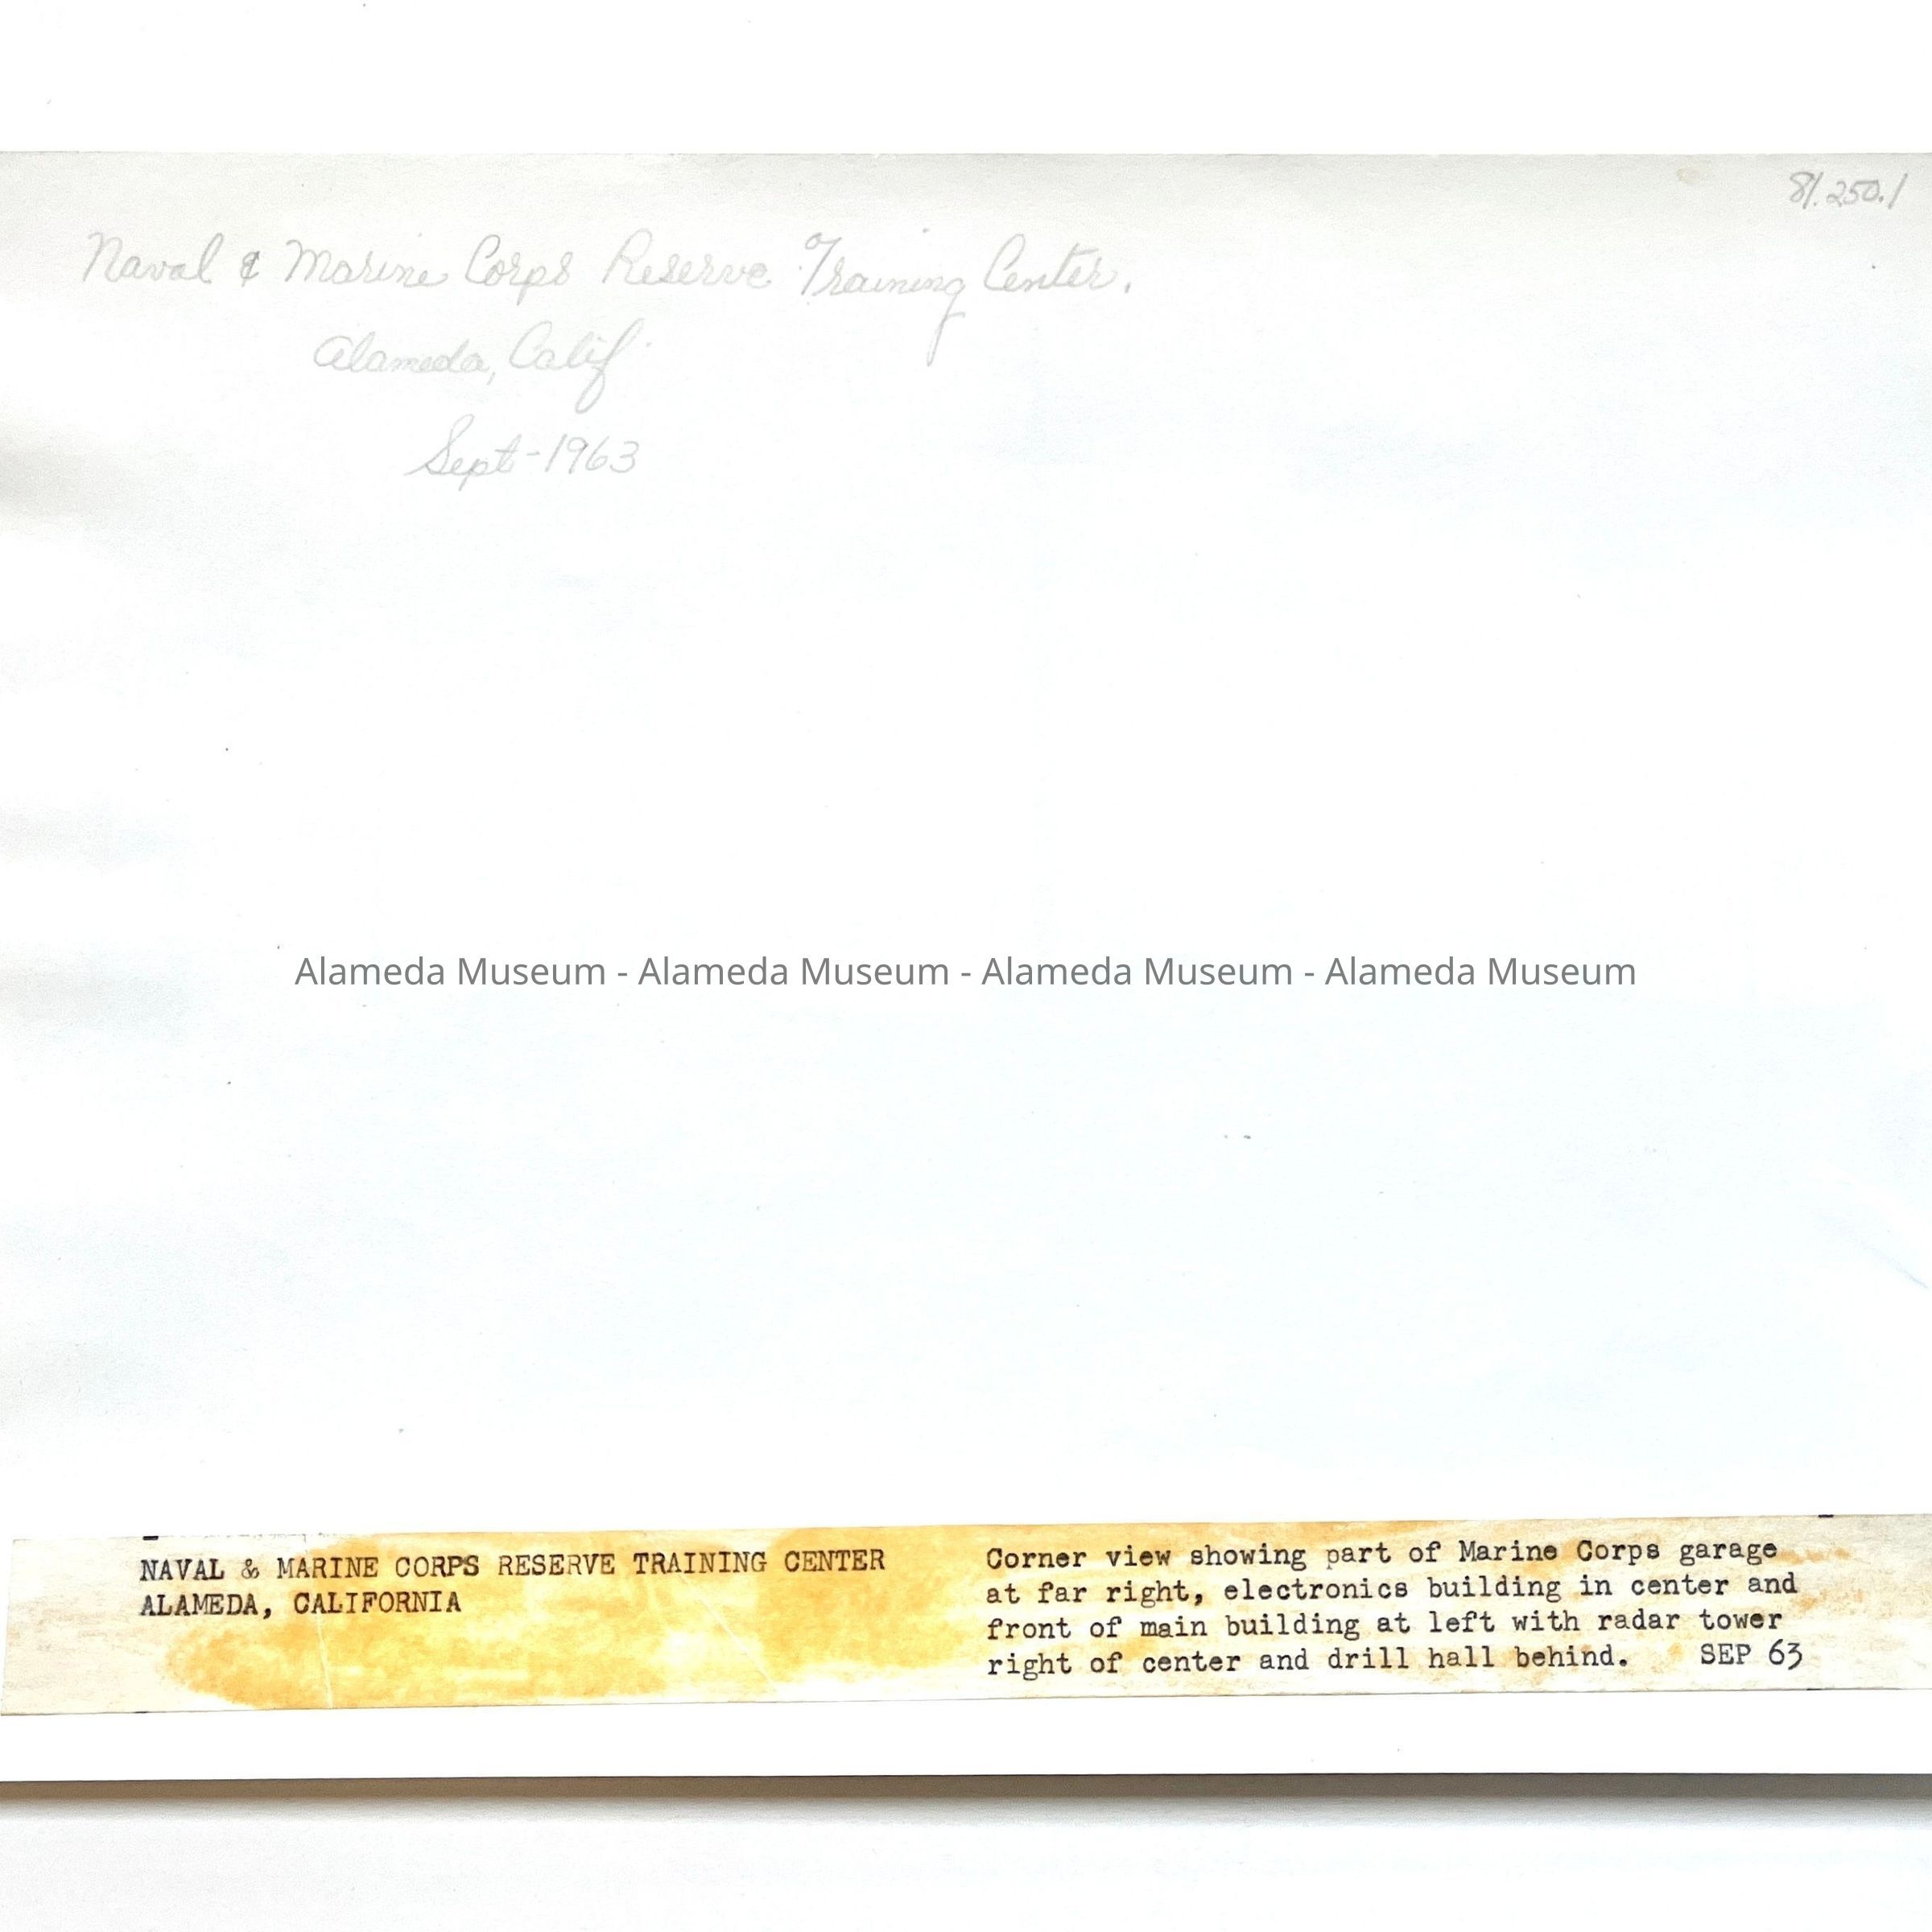 81.250.1
Naval & Marine Corps Reserve Training Center.
Alameda, Calif.
Sept-1963
Alameda Museum - Alameda Museum - Alameda Museum - Alameda Museum
NAVAL & MARINE CORPS RESERVE TRAINING CENTER
ALAMEDA, CALIFORNIA
Corner view showing part of Marine Corps garage
at far right, electronics building in center and
front of main building at left with radar tower
right of center and drill hall behind. SEP 63